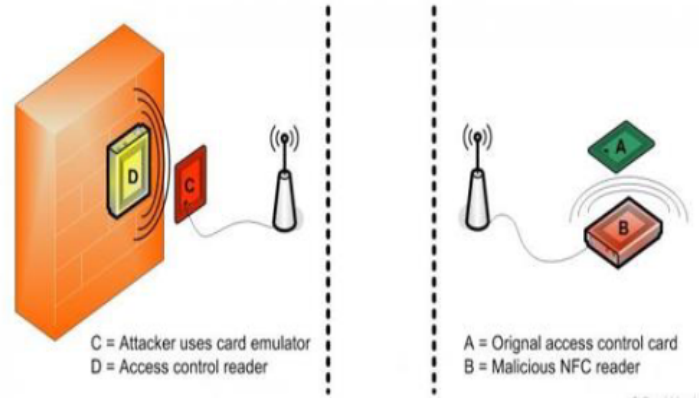 D
C
A
B
C = Attacker uses card emulator
D = Access control reader
A = Orignal access control card
B = Malicious NFC reader